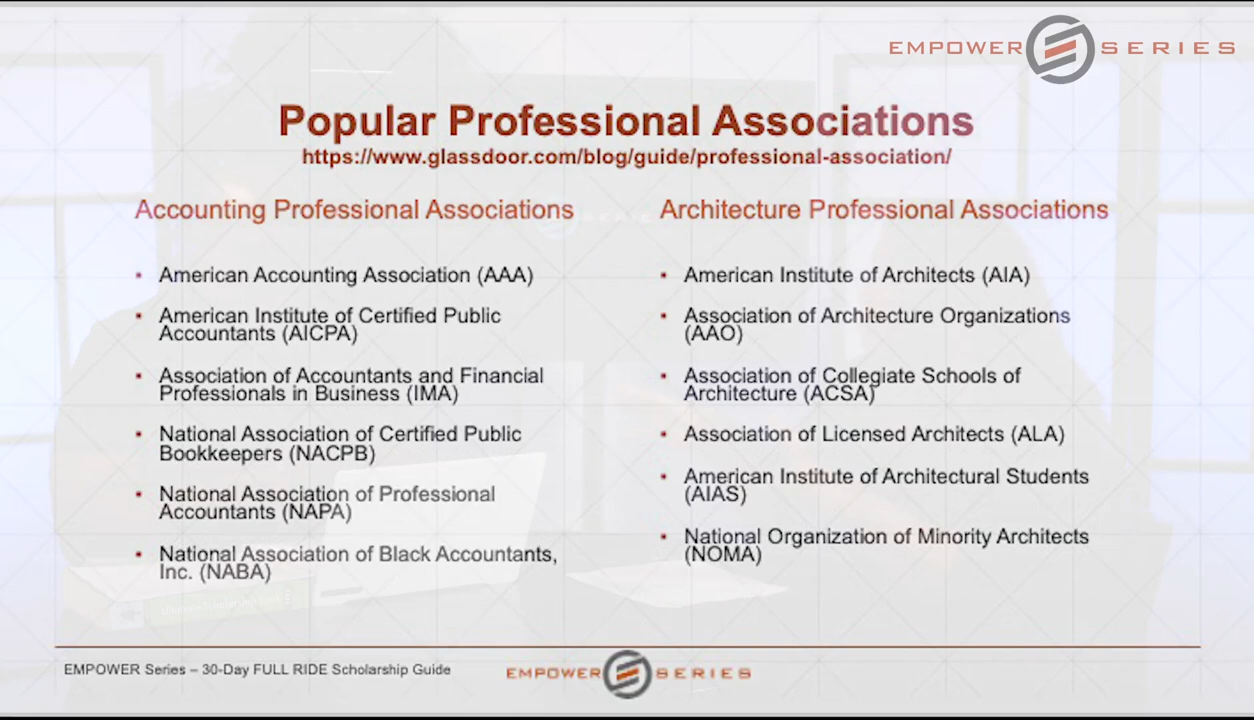 EMPOWER SERIES
Popular Professional Associations
https://www.glassdoor.com/blog/guide/professional-association/
Accounting Professional Associations
American Accounting Association (AAA)
American Institute of Certified Public
Accountants (AICPA)
Association of Accountants and Financial
Professionals in Business (IMA)
National Association of Certified Public
Bookkeepers (NACPB)
National Association of Professional
Accountants (NAPA)
National Association of Black Accountants,
Inc. (NABA)
Architecture Professional Associations
American Institute of Architects (AIA)
Association of Architecture Organizations
(AAO)
Association of Collegiate Schools of
Architecture (ACSA)
Association of Licensed Architects (ALA)
American Institute of Architectural Students
(AIAS)
National Organization of Minority Architects
(NOMA)
EMPOWER Series – 30-Day FULL RIDE Scholarship Guide
EMPOWER SERIES